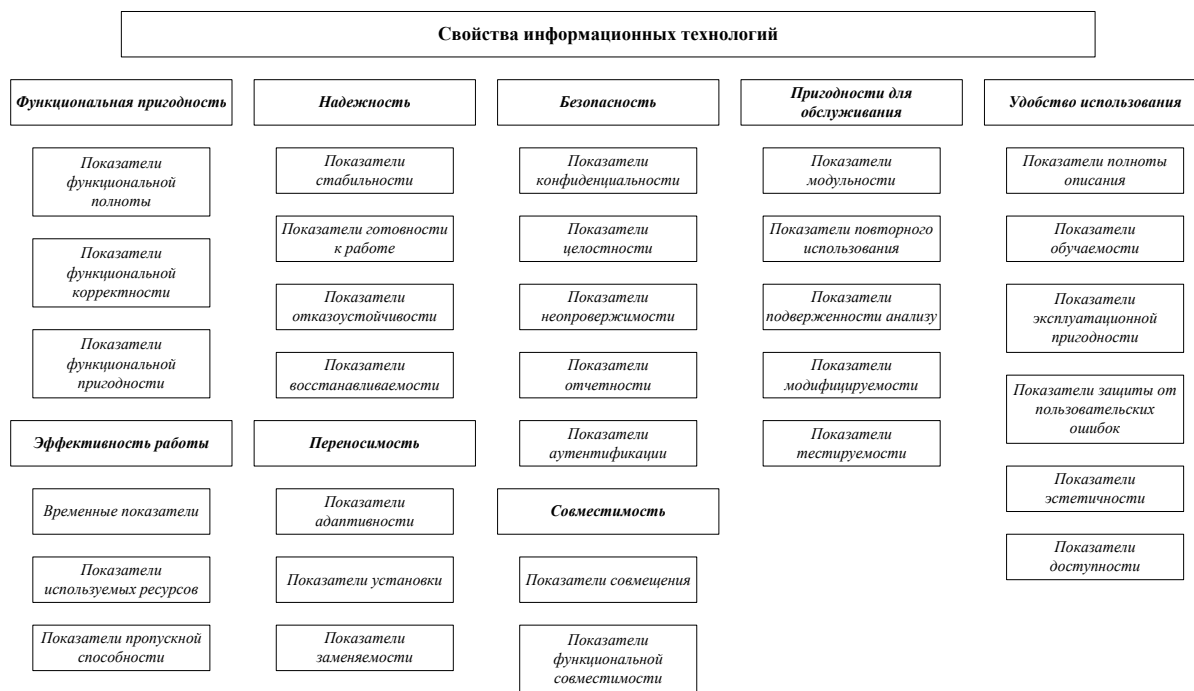 Свойства информационных технологий
Функциональная пригодность
Показатели
функциональной
полноты
Показатели
функциональной
корректности
Показатели
функциональной
пригодности
Эффективность работы
Временные показатели
Показатели
используемых ресурсов
Показатели пропускной
способности
Надежность
Показатели
стабильности
Показатели готовности
к работе
Показатели
отказоустойчивости
Показатели
восстанавливаемости
Переносимость
Показатели
адаптивности
Показатели установки
Показатели
заменяемости
Безопасность
Показатели
конфиденциальности
Показатели
целостности
Показатели
неопровержимости
Показатели
отчетности
Показатели
аутентификации
Совместимость
Показатели совмещения
Показатели
функциональной
совместимости
Пригодности для
обслуживания
Показатели
модульности
Показатели повторного
использования
Показатели
подверженности анализу
Показатели
модифицируемости
Показатели
тестируемости
Удобство использования
Показатели полноты
описания
Показатели
обучаемости
Показатели
эксплуатационной
пригодности
Показатели защиты от
пользовательских
ошибок
Показатели
эстетичности
Показатели
доступности